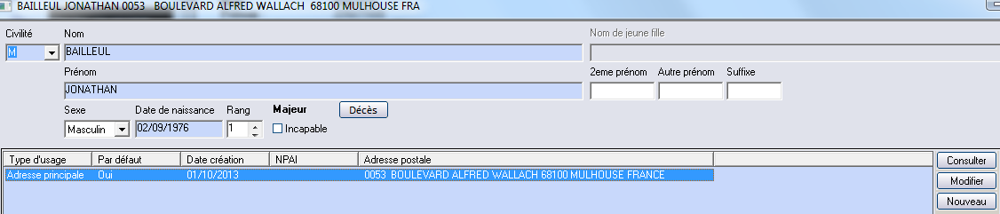 BAILLEUL JONATHAN 0053 BOULEVARD ALFRED WALLACH 68100 MULHOUSE FRA
Civilité Nom Nom de jeune fille
M BAILLEUL
Prénom 2eme prénom Autre prénom Suffixe
JONATHAN
Sexe Date de naissance Rang Majeur Décès
Masculin 02/09/1976 1 Incapable
Type d'usage Par défaut Date création NPAI Adresse postale Consulter
Adresse principale Oui 01/10/2013 0053 BOULEVARD ALFRED WALLACH 68100 MULHOUSE FRANCE
Modifier
Nouveau